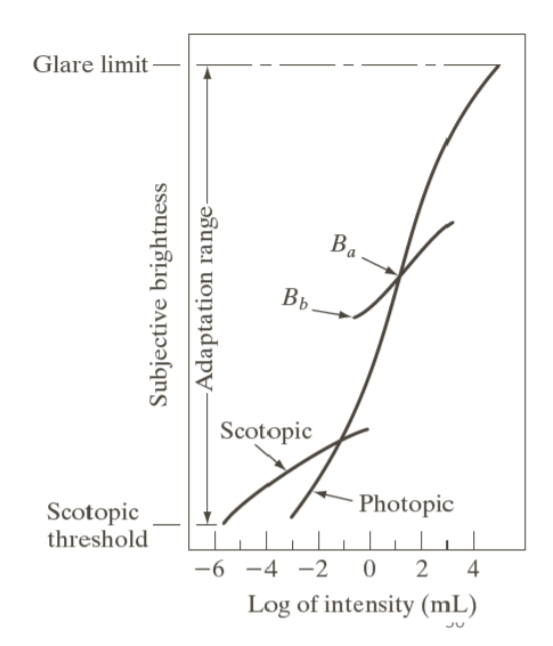 Glare limit
Subjective brightness
Adaptation range
B_a
B_b
Scotopic
Photopic
Scotopic
threshold
−6 −4 −2 0 2 4
Log of intensity (mL)